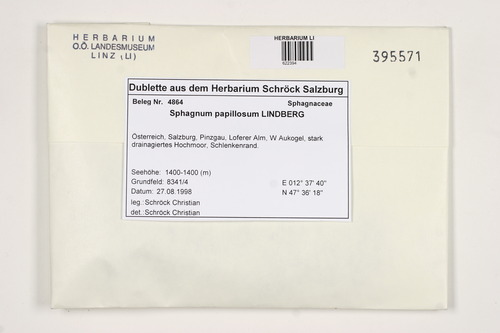 HERBARIUM
O.Ö. LANDESMUSEUM
LINZ (LI)
HERBARIUM LI
022394
395571
Dublette aus dem Herbarium Schröck Salzburg
Beleg Nr. 4864 Sphagnaceae
Sphagnum papillosum LINDBERG
Österreich, Salzburg, Pinzgau, Loferer Alm, W Aukogel, stark
drainagiertes Hochmoor, Schlenkenrand.
Seehöhe: 1400-1400 (m)
Grundfeld: 8341/4 E 012° 37' 40"
Datum: 27.08.1998 N 47° 36' 18"
leg.:Schröck Christian
det.:Schröck Christian